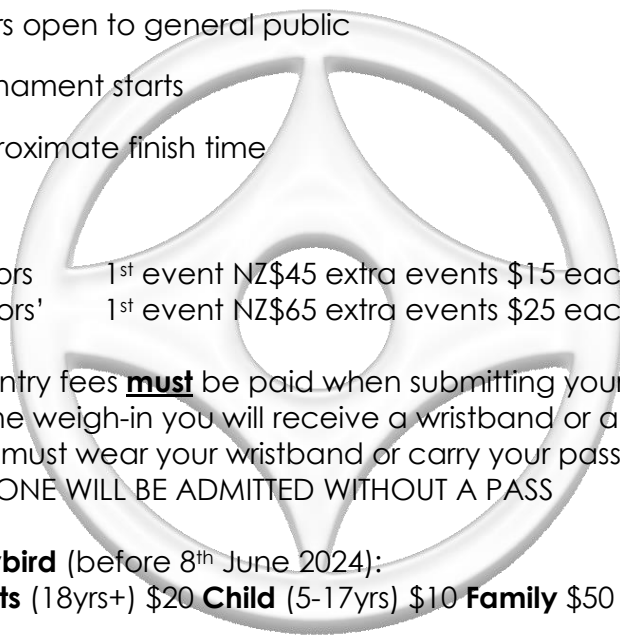 rs open to general public
nament starts
roximate finish time
ors 1st event NZ$45 extra events $15 eac
ors' 1st event NZ$65 extra events $25 eac
ntry fees must be paid when submitting your
he weigh-in you will receive a wristband or a
must wear your wristband or carry your pass
ONE WILL BE ADMITTED WITHOUT A PASS
ybird (before 8th June 2024):
ts (18yrs+) $20 Child (5-17yrs) $10 Family $50